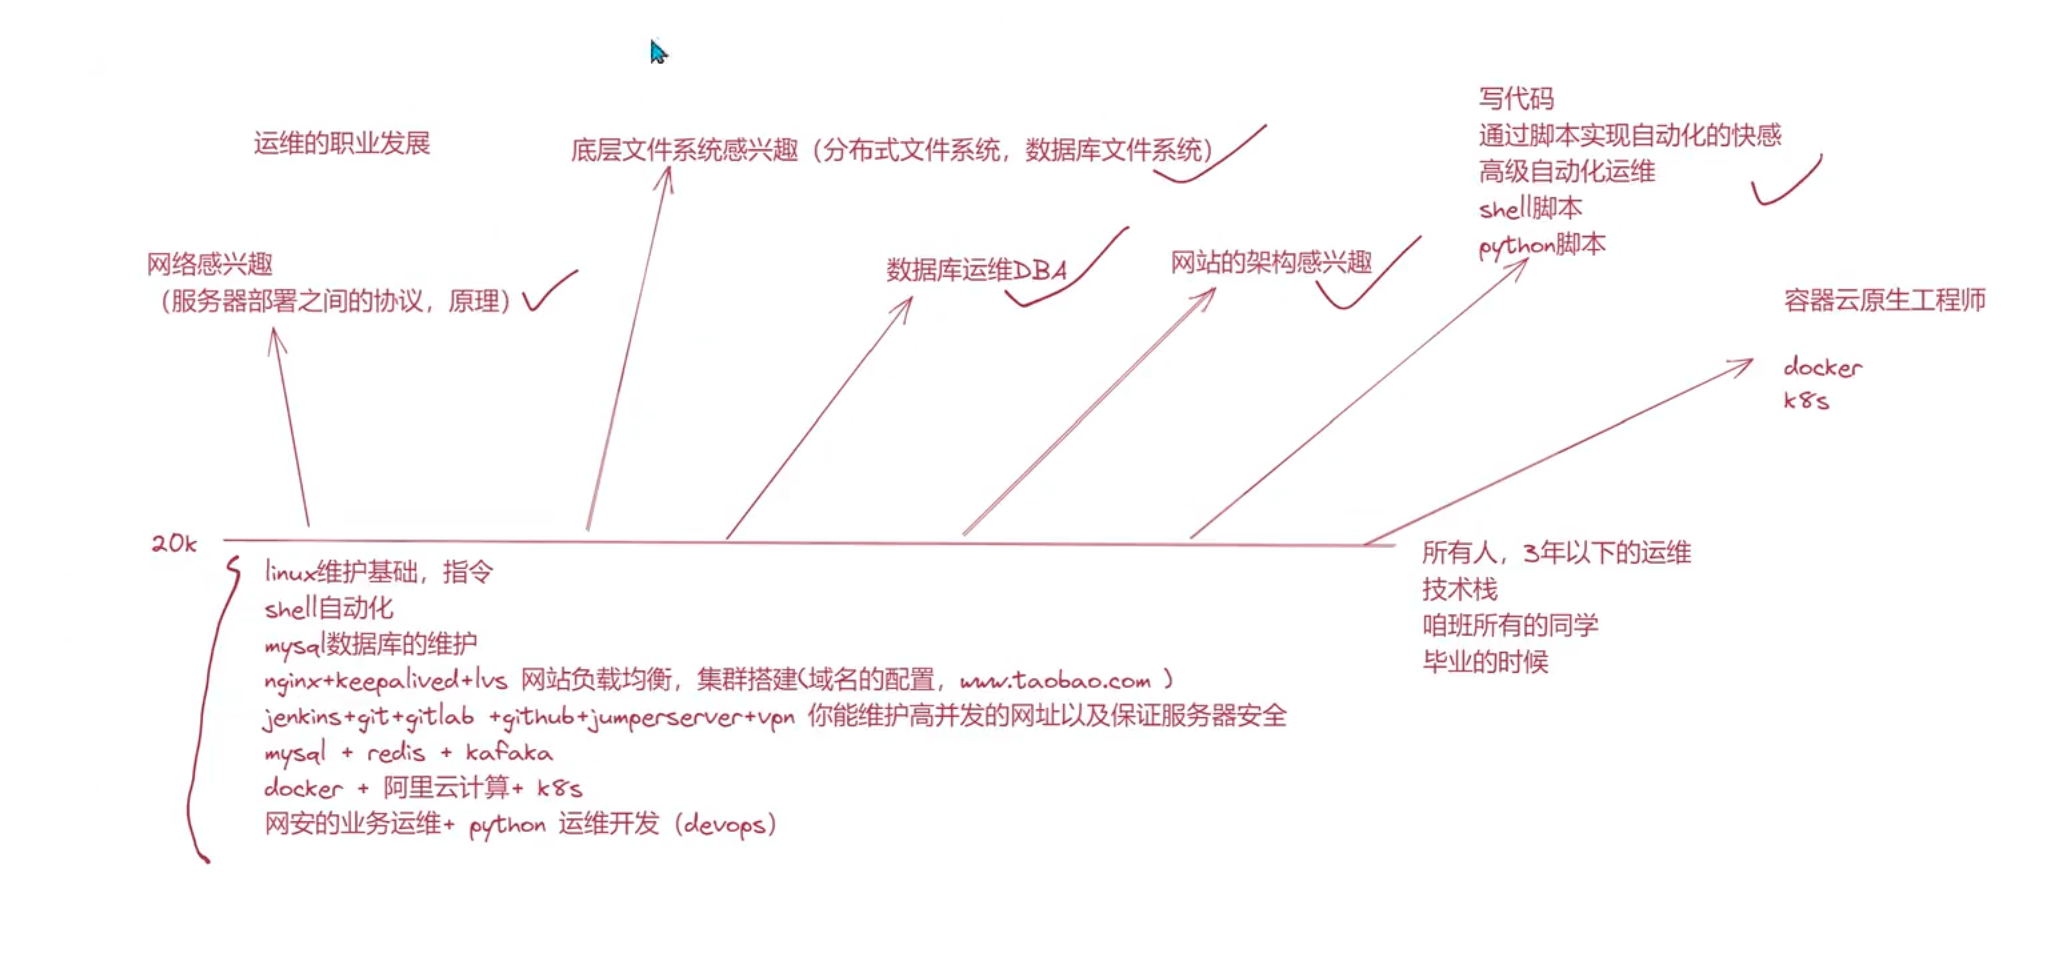 运维的职业发展
网络感兴趣
（服务器部署之间的协议，原理）
底层文件系统感兴趣（分布式文件系统，数据库文件系统）
数据库运维DBA
网站的架构感兴趣
写代码
通过脚本实现自动化的快感
高级自动化运维
shell脚本
python脚本
容器云原生工程师
docker
k8s
20k
linux维护基础，指令
shell自动化
mysql数据库的维护
nginx+keepalived+lvs 网站负载均衡，集群搭建(域名的配置，www.taobao.com ）
jenkins+git+gitlab +github+jumperserver+vpn 你能维护高并发的网址以及保证服务器安全
mysql + redis + kafaka
docker + 阿里云计算+ k8s
网安的业务运维+ python 运维开发（devops）
所有人，3年以下的运维
技术栈
咱班所有的同学
毕业的时候